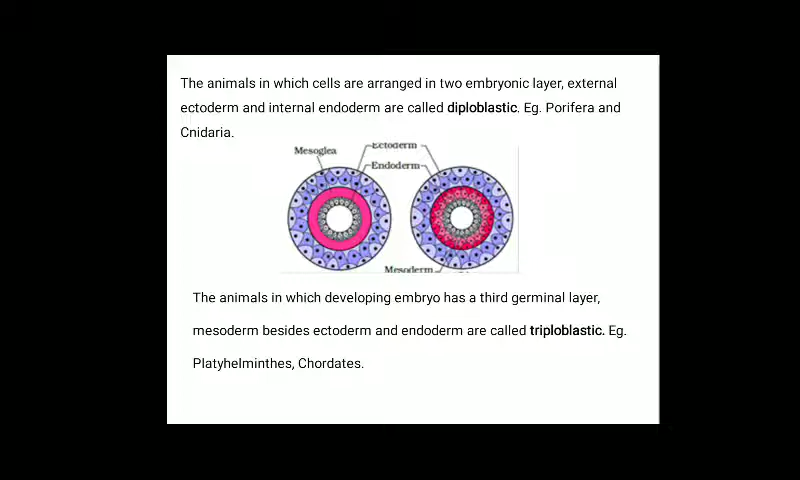 The animals in which cells are arranged in two embryonic layer, external
ectoderm and internal endoderm are called diploblastic. Eg. Porifera and
Cnidaria.
Mesoglea
Ectoderm
Endoderm
Mesoderm
The animals in which developing embryo has a third germinal layer,
mesoderm besides ectoderm and endoderm are called triploblastic. Eg.
Platyhelminthes, Chordates.